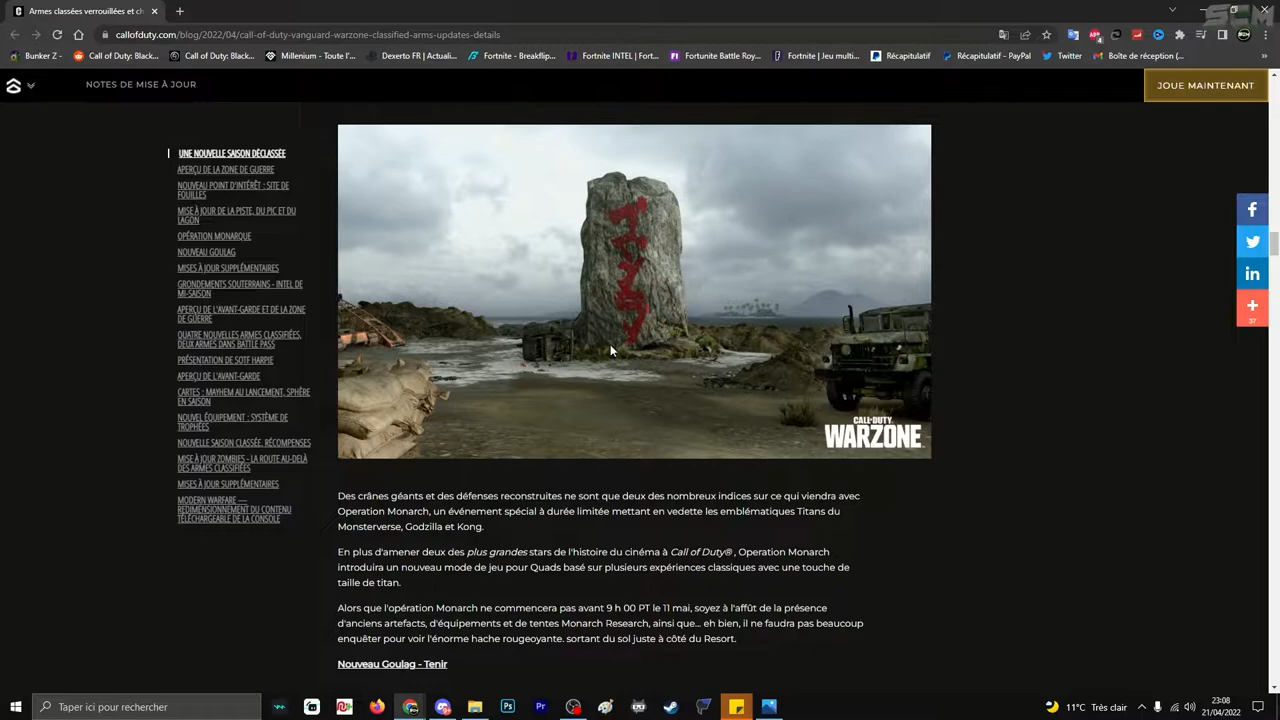 Armes classées verrouillées et ch
callofduty.com/blog/2022/04/call-of-duty-vanguard-warzone-classified-arms-updates-details
Bunker Z -
Call of Duty: Black...
Call of Duty: Black...
Millenium - Toute l'i...
Dexerto FR | Actuali...
Fortnite - Breakflip...
Fortnite INTEL | Fort...
Fortunite Battle Roy...
Fortnite | Jeu multi...
Récapitulatif
Récapitulatif - PayPal
Twitter
Boîte de réception (...
NOTES DE MISE À JOUR
JOUE MAINTENANT
UNE NOUVELLE SAISON DÉCLASSÉE
APERÇU DE LA ZONE DE GUERRE
NOUVEAU POINT D'INTÉRÊT : SITE DE
FOUILLES
MISE À JOUR DE LA PISTE, DU PIC ET DU
LAGON
OPÉRATION MONARQUE
NOUVEAU GOULAG
MISES À JOUR SUPPLÉMENTAIRES
GRONDEMENTS SOUTERRAINS - INTEL DE
MI-SAISON
APERÇU DE L'AVANT-GARDE ET DE LA ZONE
DE GUERRE
QUATRE NOUVELLES ARMES CLASSIFIÉES,
DEUX ARMES DANS BATTLE PASS
PRÉSENTATION DE SOTF HARPIE
APERÇU DE L'AVANT-GARDE
CARTES : MAYHEM AU LANCEMENT, SPHÈRE
EN SAISON
NOUVEL ÉQUIPEMENT : SYSTÈME DE
TROPHÉES
NOUVELLE SAISON CLASSÉE, RÉCOMPENSES
MISE À JOUR ZOMBIES - LA ROUTE AU-DELÀ
DES ARMES CLASSIFIÉES
MISES À JOUR SUPPLÉMENTAIRES
MODERN WARFARE —
REDIMENSIONNEMENT DU CONTENU
TÉLÉCHARGEABLE DE LA CONSOLE
CALL OF DUTY
WARZONE
37
Des crânes géants et des défenses reconstruites ne sont que deux des nombreux indices sur ce qui viendra avec
Operation Monarch, un événement spécial à durée limitée mettant en vedette les emblématiques Titans du
Monsterverse, Godzilla et Kong.
En plus d'amener deux des plus grandes stars de l'histoire du cinéma à Call of Duty® , Operation Monarch
introduira un nouveau mode de jeu pour Quads basé sur plusieurs expériences classiques avec une touche de
taille de titan.
Alors que l'opération Monarch ne commencera pas avant 9 h 00 PT le 11 mai, soyez à l'affût de la présence
d'anciens artefacts, d'équipements et de tentes Monarch Research, ainsi que... eh bien, il ne faudra pas beaucoup
enquêter pour voir l'énorme hache rougeoyante. sortant du sol juste à côté du Resort.
Nouveau Goulag - Tenir
Taper ici pour rechercher
11°C Très clair
23:08
21/04/2022